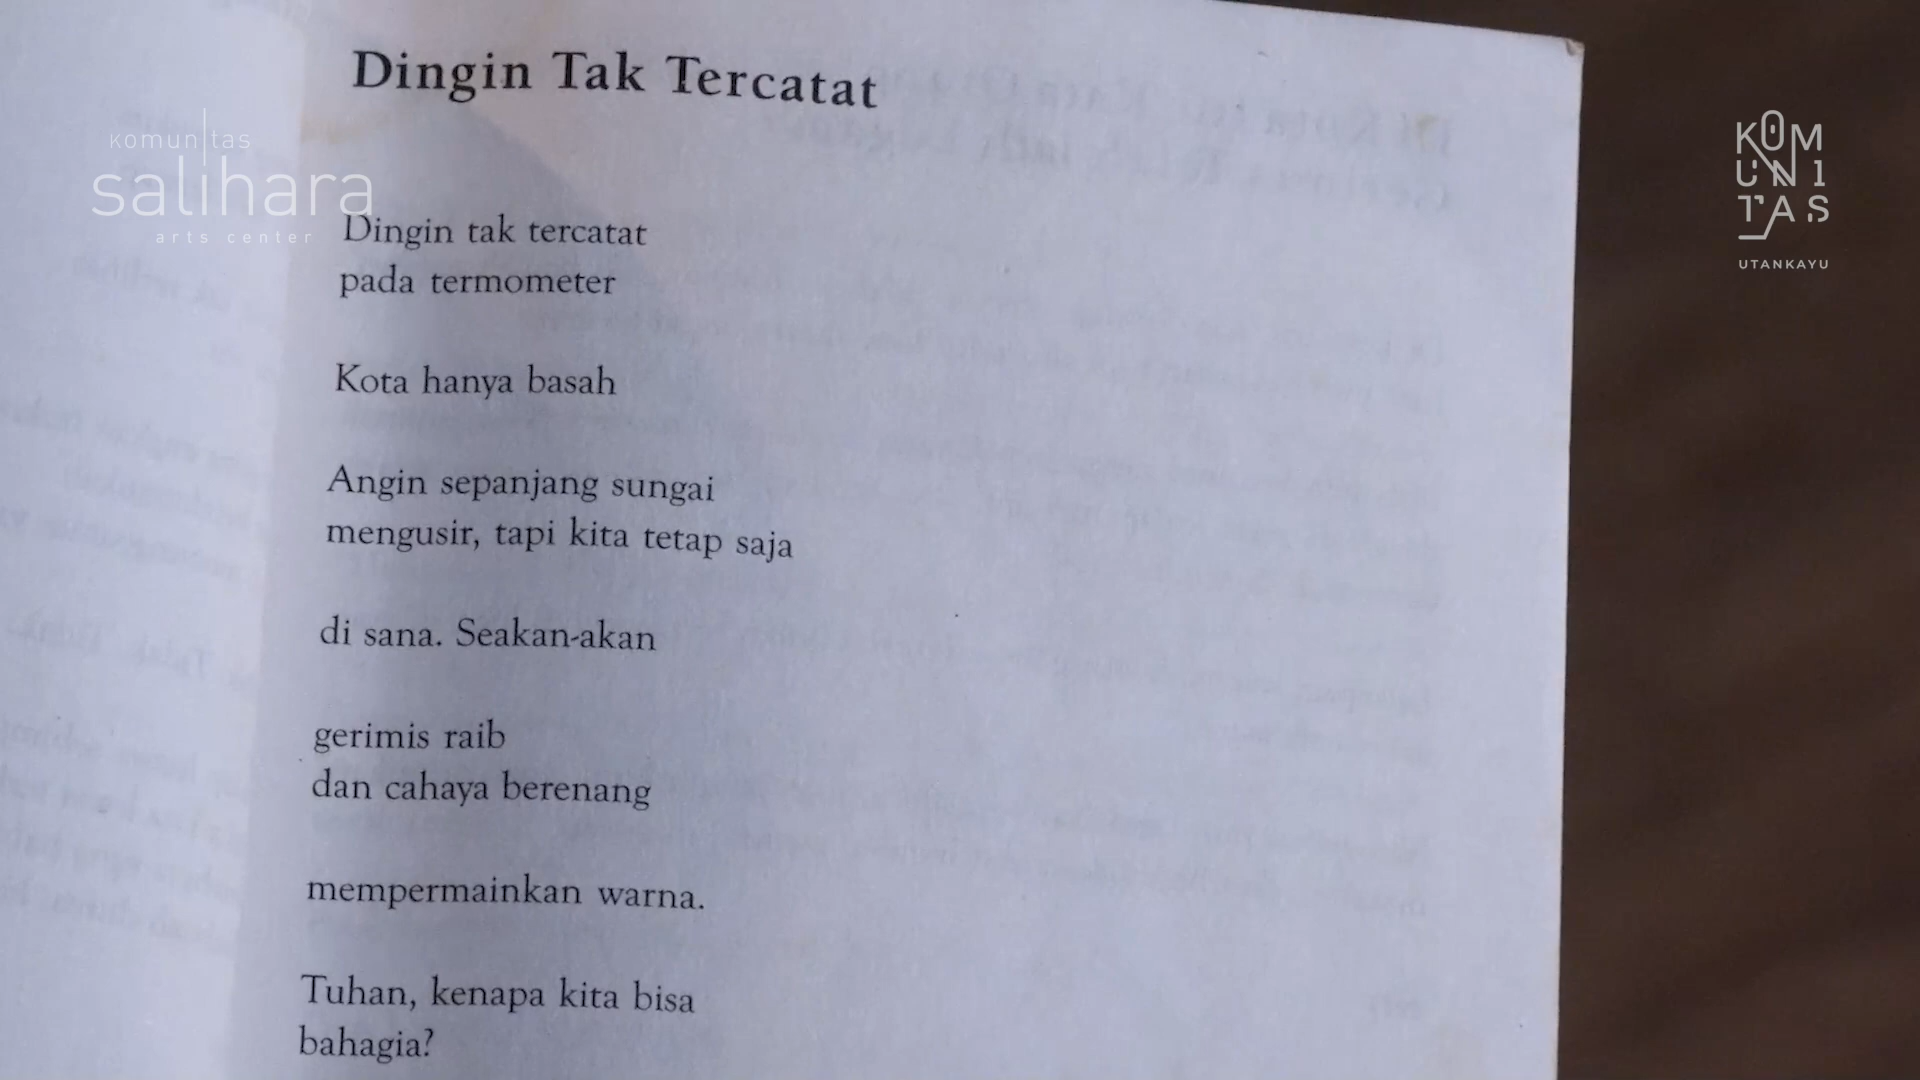 Dingin Tak Tercatat
komunitas
salihara
arts center
KOM
UNI
TAS
UTANKAYU
Dingin tak tercatat
pada termometer
Kota hanya basah
Angin sepanjang sungai
mengusir, tapi kita tetap saja
di sana. Seakan-akan
gerimis raib
dan cahaya berenang
mempermainkan warna.
Tuhan, kenapa kita bisa
bahagia?